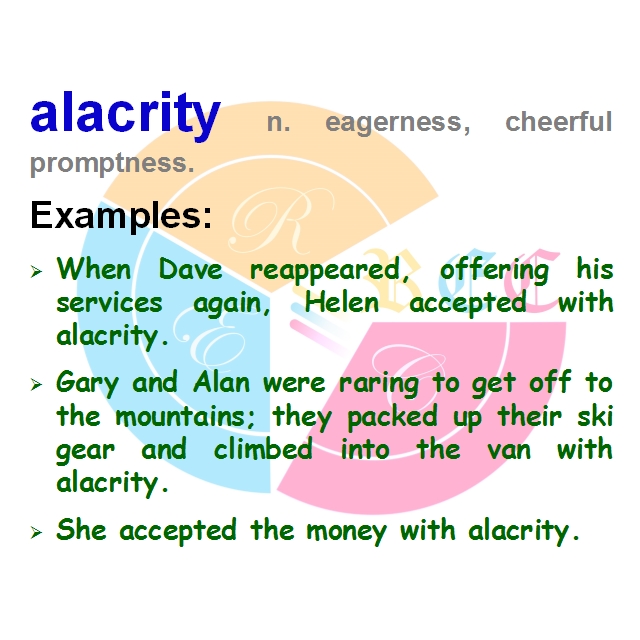 alacrity n. eagerness, cheerful
promptness.
Examples:
R
➢ When Dave reappeared, offering his
services again, Helen accepted with
alacrity.
BCC
E
C
➢ Gary and Alan were raring to get off to
the mountains; they packed up their ski
gear and climbed into the van with
alacrity.
➢ She accepted the money with alacrity.